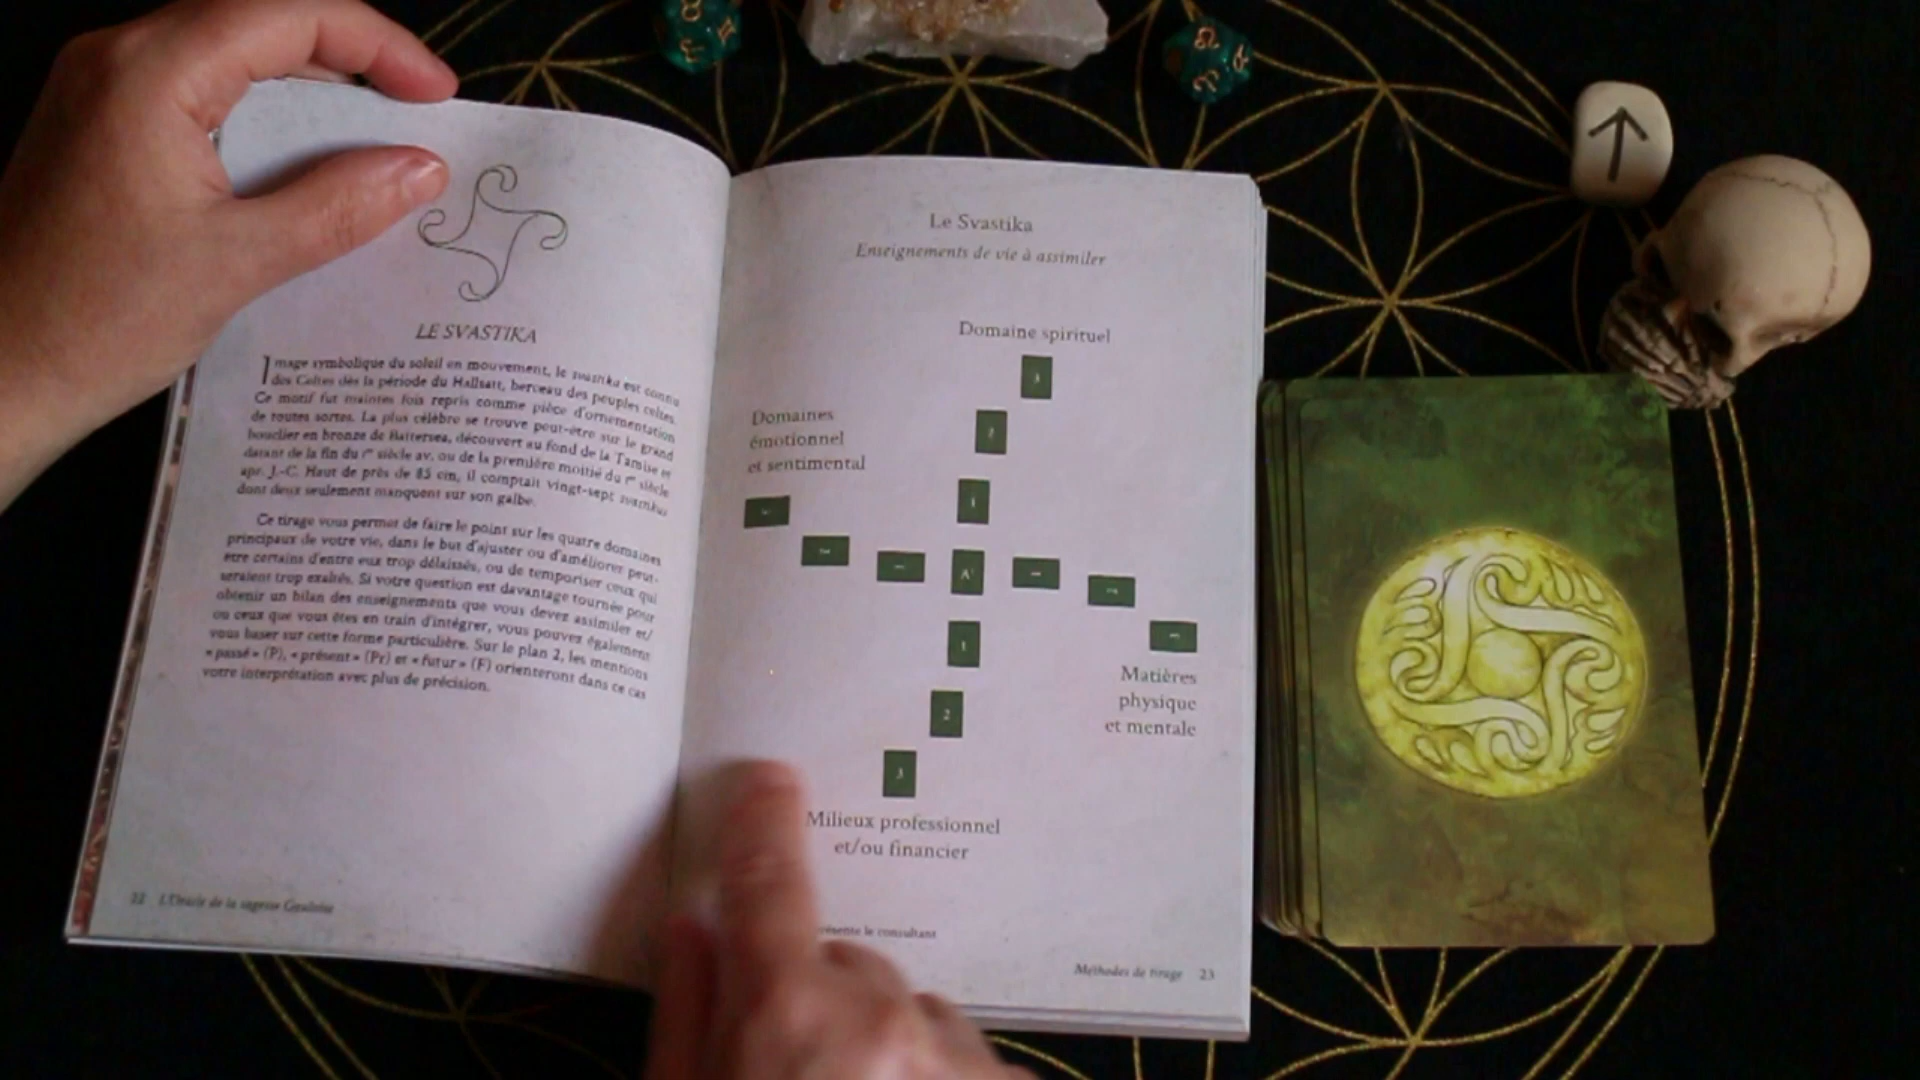 LE SVASTIKA
Image symbolique du soleil en mouvement, le svastika est connu
des Celtes dès la période du Hallsatt, berceau des peuples celtes.
Ce motif fut maintes fois repris comme pièce d'ornementation
de toutes sortes. La plus célèbre se trouve peut-être sur le grand
bouclier en bronze de Battersea, découvert au fond de la Tamise et
datant de la fin du Iᵉʳ siècle av. ou de la première moitié du Iᵉʳ siècle
apr. J.-C. Haut de près de 85 cm, il comptait vingt-sept svastikas
dont deux seulement manquent sur son galbe.
Ce tirage vous permet de faire le point sur les quatre domaines
principaux de votre vie, dans le but d'ajuster ou d'améliorer peut-
être certains d'entre eux trop délaissés, ou de temporiser ceux qui
seraient trop exaltés. Si votre question est davantage tournée pour
obtenir un bilan des enseignements que vous devez assimiler et/
ou ceux que vous êtes en train d'intégrer, vous pouvez également
vous baser sur cette forme particulière. Sur le plan 2, les mentions
« passé » (P), « présent » (Pr) et « futur » (F) orienteront dans ce cas
votre interprétation avec plus de précision.
22 L'Oracle de la sagesse Gauloise
Le Svastika
Enseignements de vie à assimiler
Domaine spirituel
3
2
1
Domaines
émotionnel
et sentimental
3
2
1
A*
1
2
3
Matières
physique
et mentale
1
2
3
Milieux professionnel
et/ou financier
le consultant
Méthodes de tirage 23